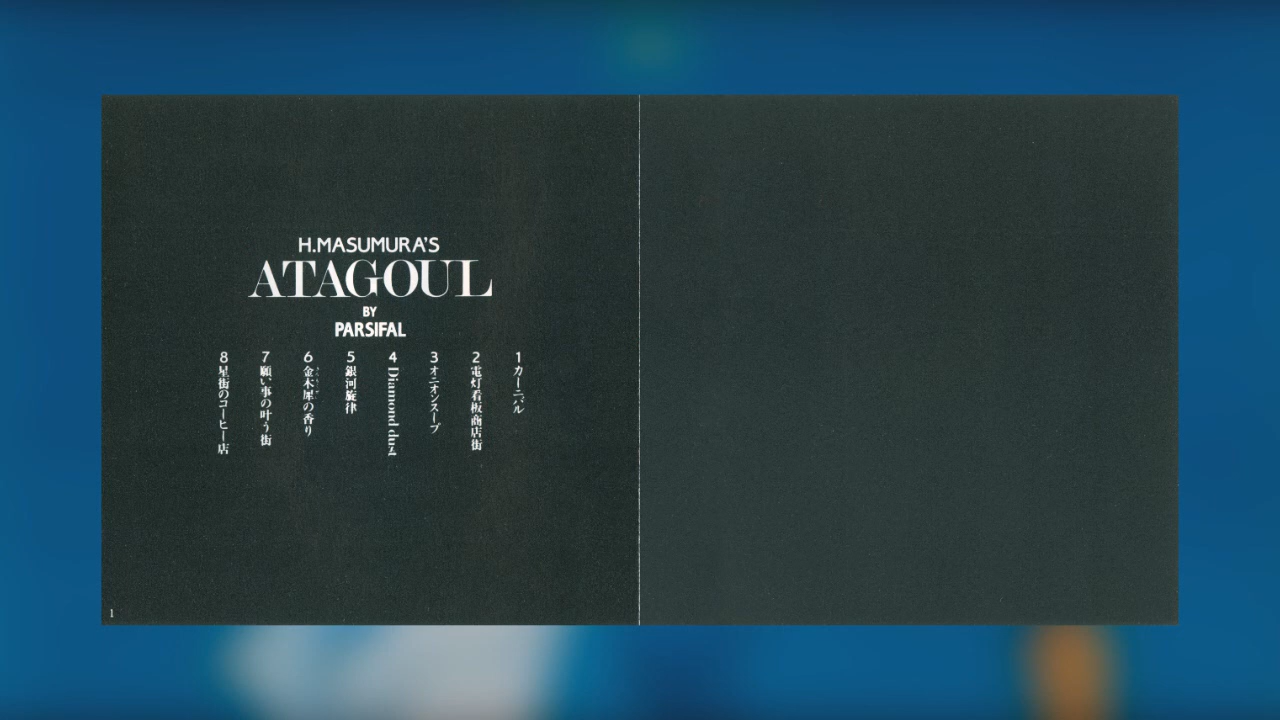 H.MASUMURA'S
ATAGOUL
BY
PARSIFAL
1 カーニバル
2 電灯看板商店街
3 オニオンスープ
4 Diamond dust
5 銀河旋律
6 金木犀の香り
7 願い事の叶う街
8 星街のコーヒー店
1